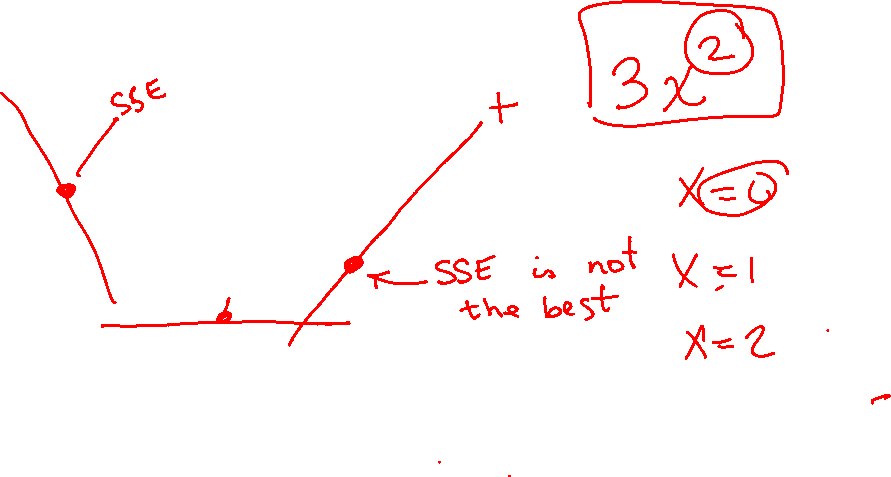 SSE
+
3x²
x=0
SSE is not
the best
x=1
x=2